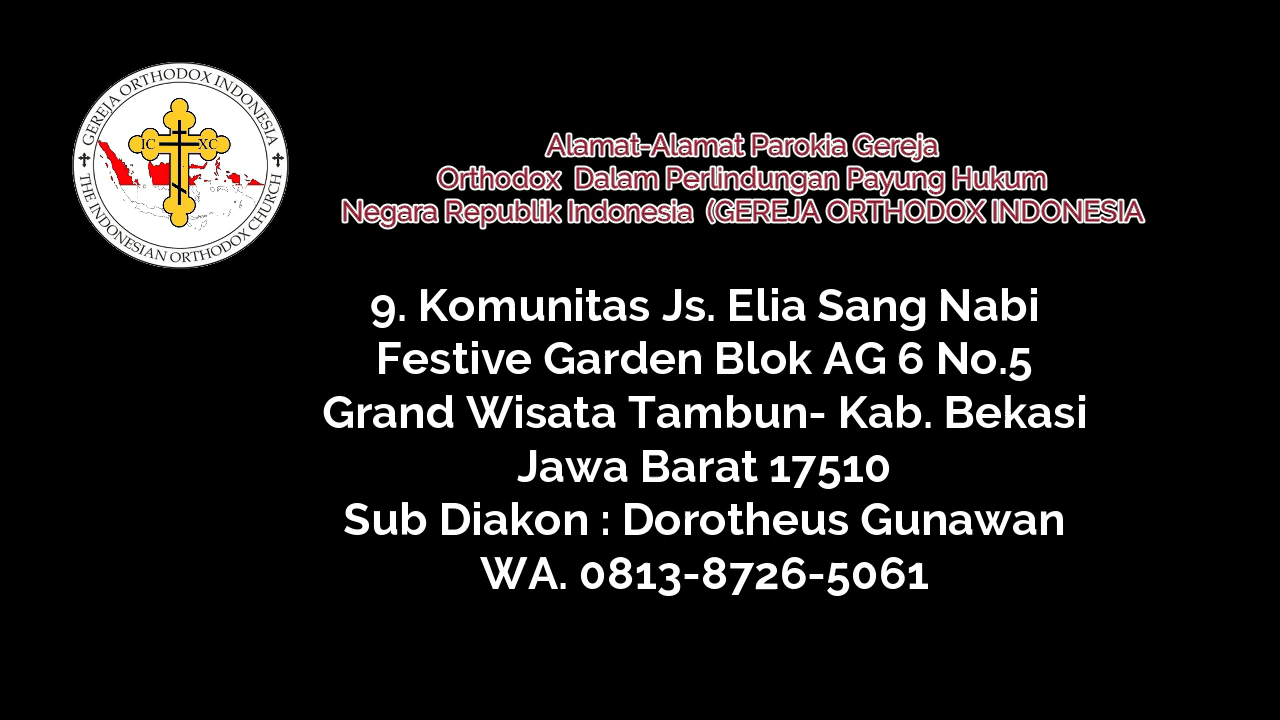 GEREJA ORTHODOX INDONESIA
THE INDONESIAN ORTHODOX CHURCH
IC XC
Alamat-Alamat Parokia Gereja
Orthodox Dalam Perlindungan Payung Hukum
Negara Republik Indonesia (GEREJA ORTHODOX INDONESIA
9. Komunitas Js. Elia Sang Nabi
Festive Garden Blok AG 6 No.5
Grand Wisata Tambun- Kab. Bekasi
Jawa Barat 17510
Sub Diakon : Dorotheus Gunawan
WA. 0813-8726-5061